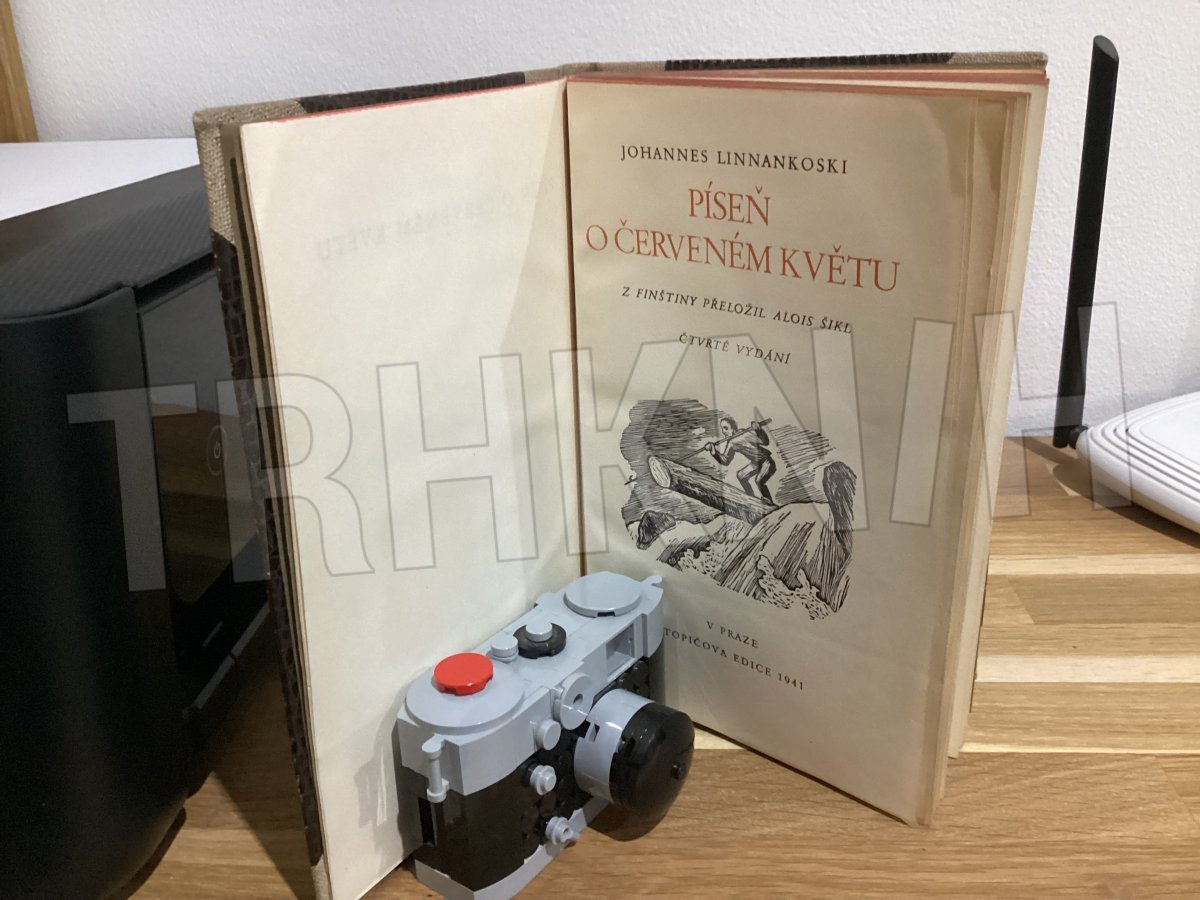 JOHANNES LINNANKOSKI
PÍSEŇ
O ČERVENÉM KVĚTU
Z FINŠTINY PŘELOŽIL ALOIS ŠIKL
ČTVRTÉ VYDÁNÍ
TRHKNIH
V PRAZE
TOPIČOVA EDICE 1941